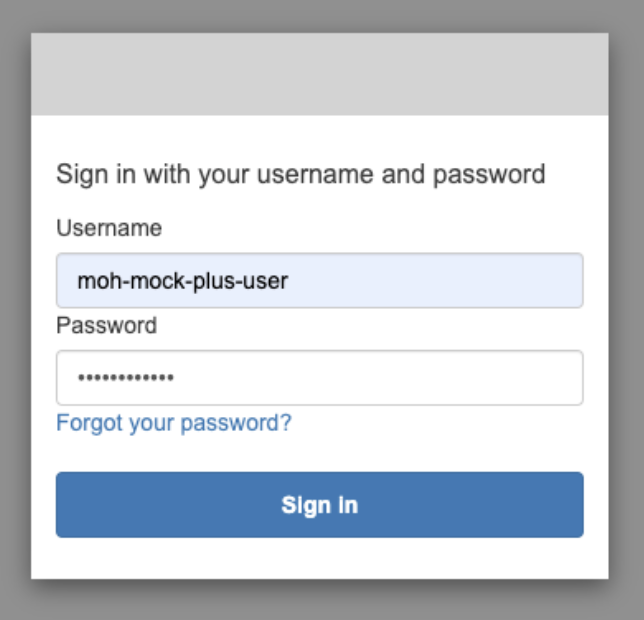 Sign in with your username and password
Username
moh-mock-plus-user
Password
••••••••••••
Forgot your password?
Sign in